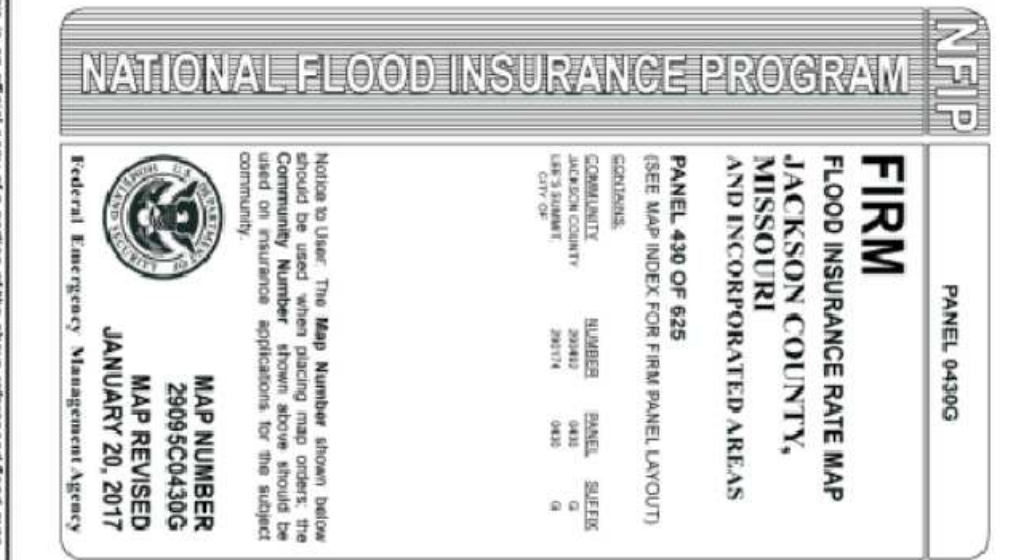 NFIP
NATIONAL FLOOD INSURANCE PROGRAM
PANEL 0430G
FIRM
FLOOD INSURANCE RATE MAP
JACKSON COUNTY,
MISSOURI
AND INCORPORATED AREAS
PANEL 430 OF 625
(SEE MAP INDEX FOR FIRM PANEL LAYOUT)
CONTAINS:
COMMUNITY NUMBER PANEL SUFFIX
JACKSON COUNTY 290492 0430 G
LEE'S SUMMIT, CITY OF 290174 0430 G
Notice to User: The Map Number shown below
should be used when placing map orders; the
Community Number shown above should be
used on insurance applications for the subject
community.
U.S. DEPARTMENT OF HOMELAND SECURITY
MAP NUMBER
29095C0430G
MAP REVISED
JANUARY 20, 2017
Federal Emergency Management Agency